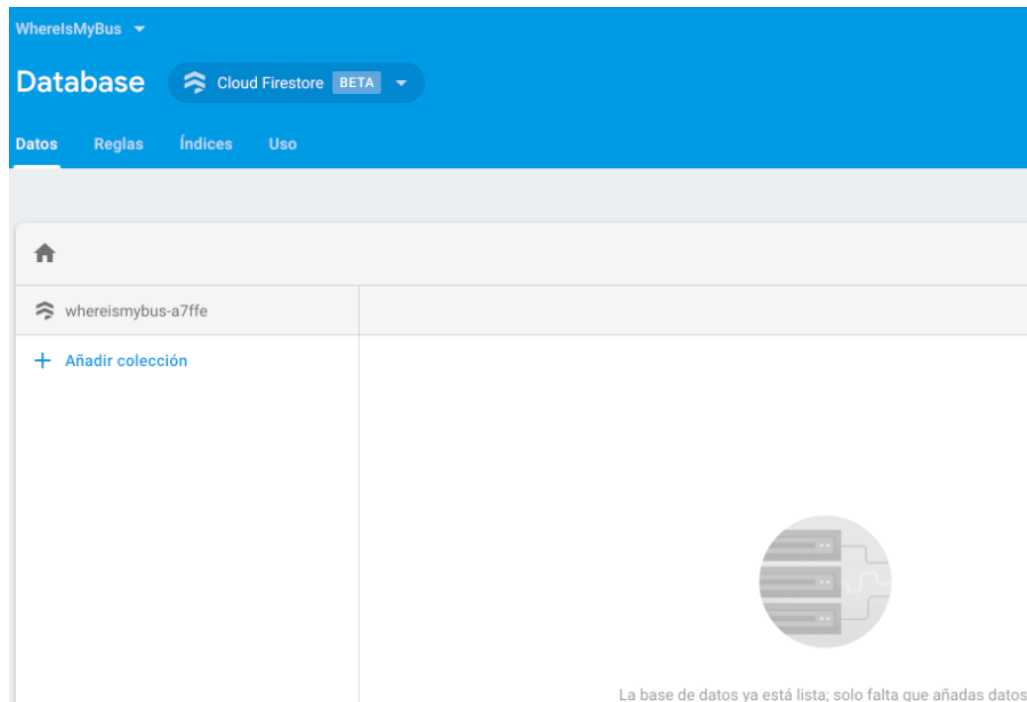 WhereIsMyBus
Database Cloud Firestore BETA
Datos Reglas Índices Uso
whereismybus-a7ffe
+ Añadir colección
La base de datos ya está lista; solo falta que añadas datos